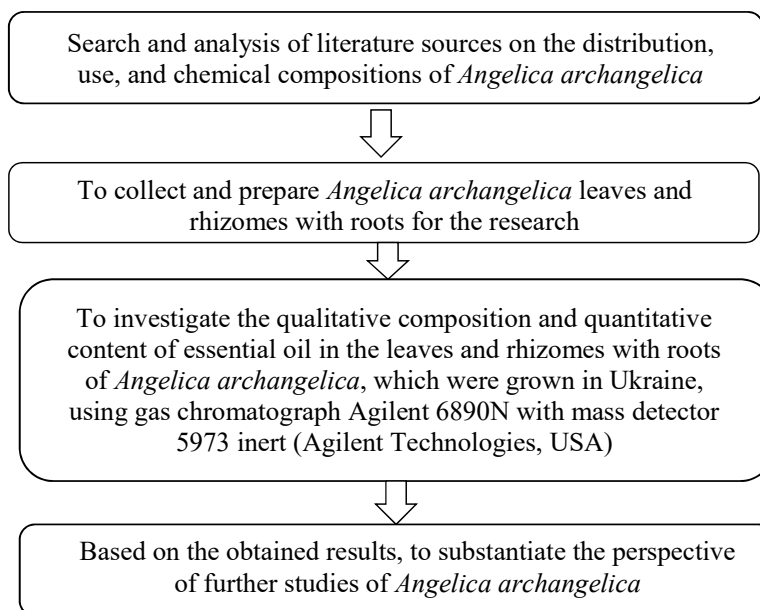 Search and analysis of literature sources on the distribution,
use, and chemical compositions of Angelica archangelica
To collect and prepare Angelica archangelica leaves and
rhizomes with roots for the research
To investigate the qualitative composition and quantitative
content of essential oil in the leaves and rhizomes with roots
of Angelica archangelica, which were grown in Ukraine,
using gas chromatograph Agilent 6890N with mass detector
5973 inert (Agilent Technologies, USA)
Based on the obtained results, to substantiate the perspective
of further studies of Angelica archangelica